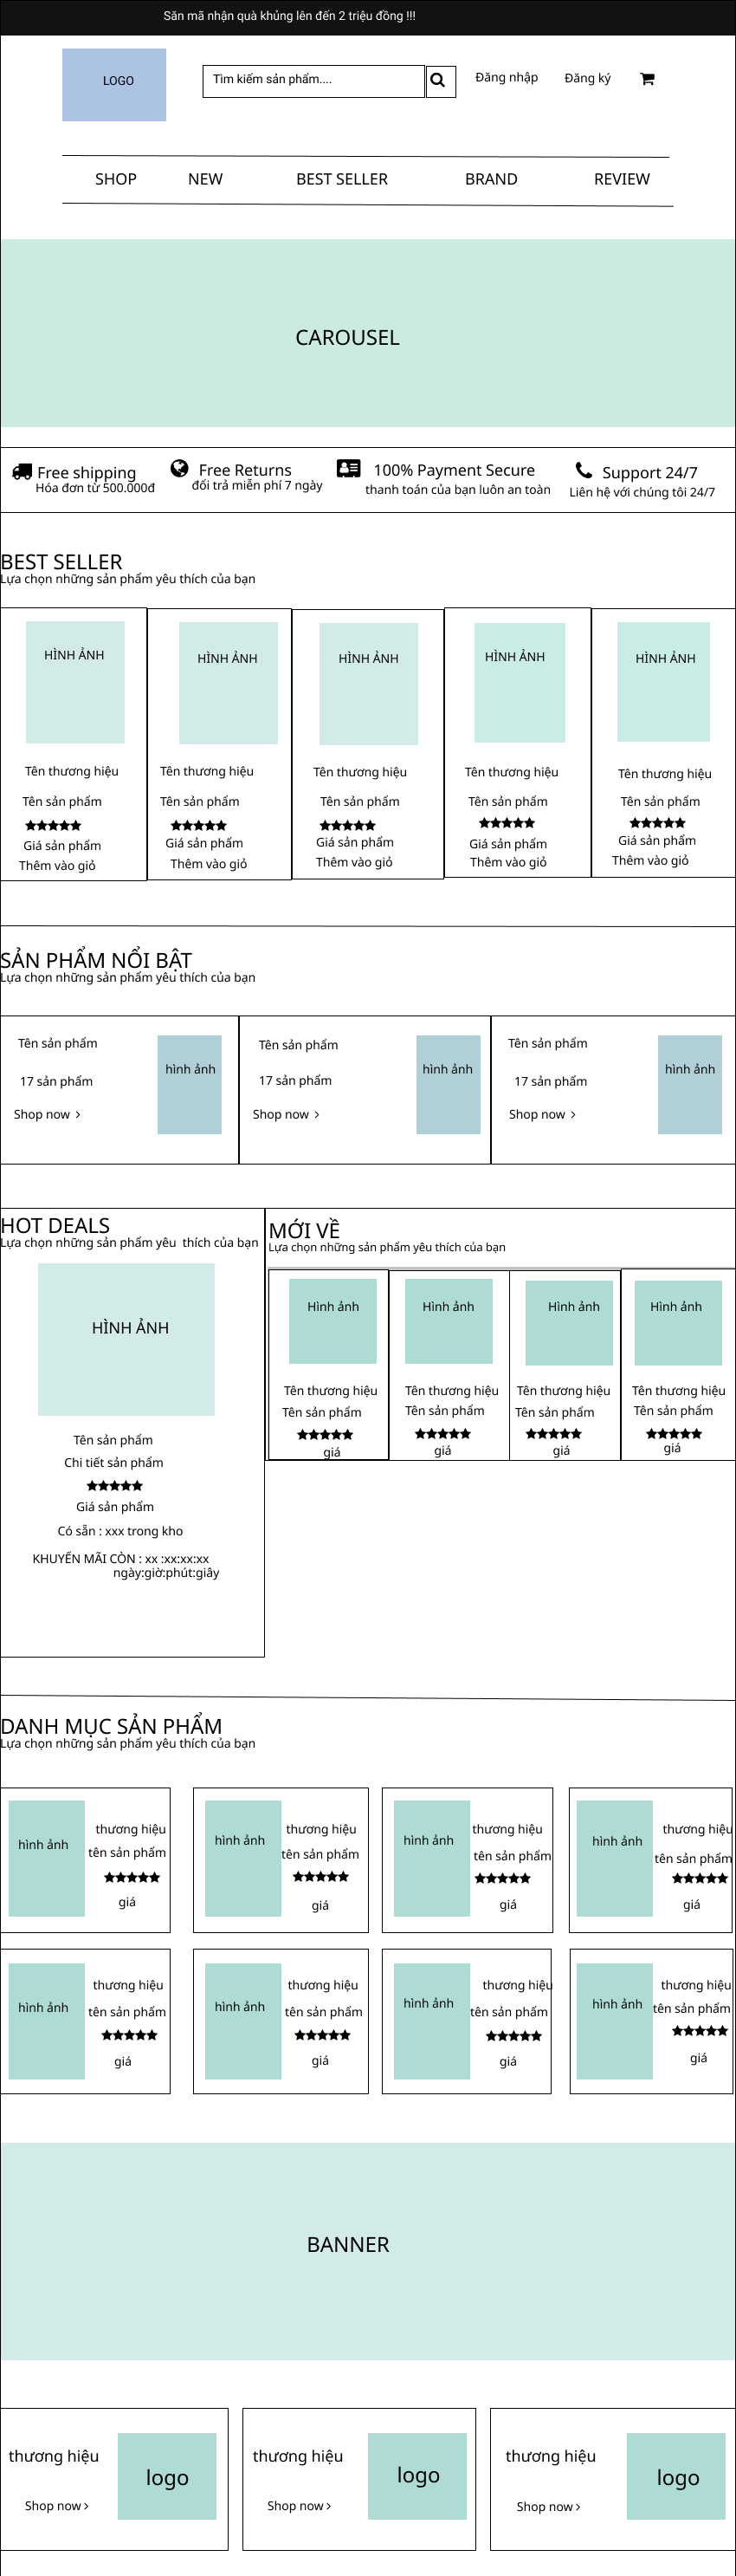 Săn mã nhận quà khủng lên đến 2 triệu đồng !!!
LOGO
Tìm kiếm sản phẩm....
Đăng nhập
Đăng ký
SHOP NEW BEST SELLER BRAND REVIEW
CAROUSEL
Free shipping
Hóa đơn từ 500.000đ
Free Returns
đổi trả miễn phí 7 ngày
100% Payment Secure
thanh toán của bạn luôn an toàn
Support 24/7
Liên hệ với chúng tôi 24/7
BEST SELLER
Lựa chọn những sản phẩm yêu thích của bạn
HÌNH ẢNH
Tên thương hiệu
Tên sản phẩm
Giá sản phẩm
Thêm vào giỏ
HÌNH ẢNH
Tên thương hiệu
Tên sản phẩm
Giá sản phẩm
Thêm vào giỏ
HÌNH ẢNH
Tên thương hiệu
Tên sản phẩm
Giá sản phẩm
Thêm vào giỏ
HÌNH ẢNH
Tên thương hiệu
Tên sản phẩm
Giá sản phẩm
Thêm vào giỏ
HÌNH ẢNH
Tên thương hiệu
Tên sản phẩm
Giá sản phẩm
Thêm vào giỏ
SẢN PHẨM NỔI BẬT
Lựa chọn những sản phẩm yêu thích của bạn
Tên sản phẩm
17 sản phẩm
Shop now
hình ảnh
Tên sản phẩm
17 sản phẩm
Shop now
hình ảnh
Tên sản phẩm
17 sản phẩm
Shop now
hình ảnh
HOT DEALS
Lựa chọn những sản phẩm yêu thích của bạn
HÌNH ẢNH
Tên sản phẩm
Chi tiết sản phẩm
Giá sản phẩm
Có sẵn : xxx trong kho
KHUYẾN MÃI CÒN : xx :xx:xx:xx
ngày:giờ:phút:giây
MỚI VỀ
Lựa chọn những sản phẩm yêu thích của bạn
Hình ảnh
Tên thương hiệu
Tên sản phẩm
giá
Hình ảnh
Tên thương hiệu
Tên sản phẩm
giá
Hình ảnh
Tên thương hiệu
Tên sản phẩm
giá
Hình ảnh
Tên thương hiệu
Tên sản phẩm
giá
DANH MỤC SẢN PHẨM
Lựa chọn những sản phẩm yêu thích của bạn
hình ảnh
thương hiệu
tên sản phẩm
giá
hình ảnh
thương hiệu
tên sản phẩm
giá
hình ảnh
thương hiệu
tên sản phẩm
giá
hình ảnh
thương hiệu
tên sản phẩm
giá
hình ảnh
thương hiệu
tên sản phẩm
giá
hình ảnh
thương hiệu
tên sản phẩm
giá
hình ảnh
thương hiệu
tên sản phẩm
giá
hình ảnh
thương hiệu
tên sản phẩm
giá
BANNER
thương hiệu
Shop now
logo
thương hiệu
Shop now
logo
thương hiệu
Shop now
logo